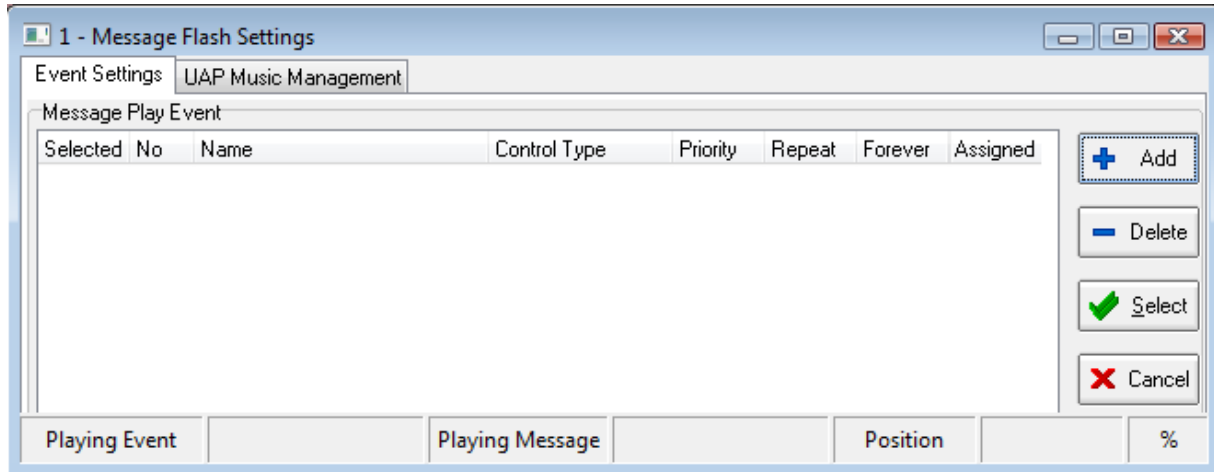 1 - Message Flash Settings
Event Settings UAP Music Management
Message Play Event
Selected No Name Control Type Priority Repeat Forever Assigned
Add
Delete
Select
Cancel
Playing Event Playing Message Position %